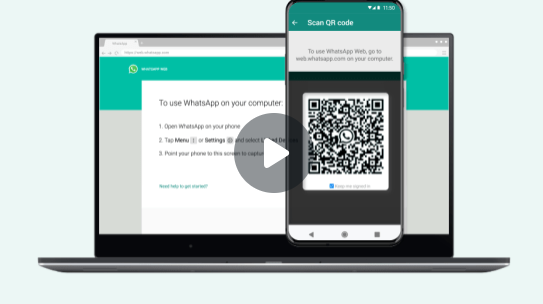 11:50
Scan QR code
To use WhatsApp Web, go to
web.whatsapp.com on your computer.
WhatsApp
https://web.whatsapp.com
WHATSAPP WEB
To use WhatsApp on your computer:
1. Open WhatsApp on your phone
2. Tap Menu or Settings and select
3. Point your phone to this screen to
Need help to get started?
Keep me signed in